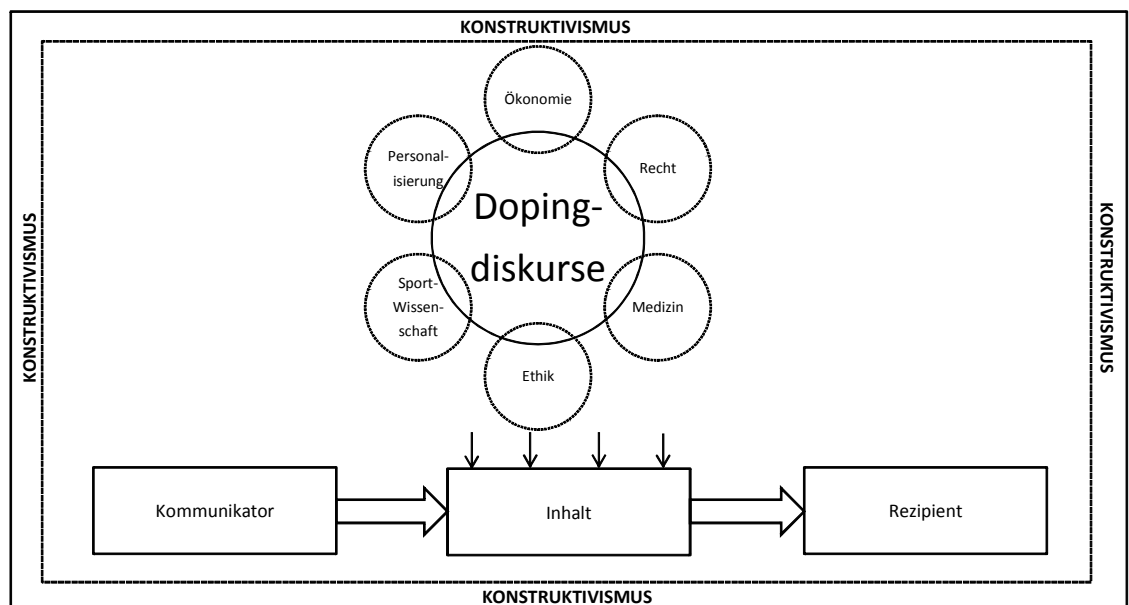 KONSTRUKTIVISMUS
Ökonomie
Personal-
isierung
Recht
Doping-
diskurse
KONSTRUKTIVISMUS
KONSTRUKTIVISMUS
Sport-
Wissen-
schaft
Medizin
Ethik
Kommunikator
Inhalt
Rezipient
KONSTRUKTIVISMUS